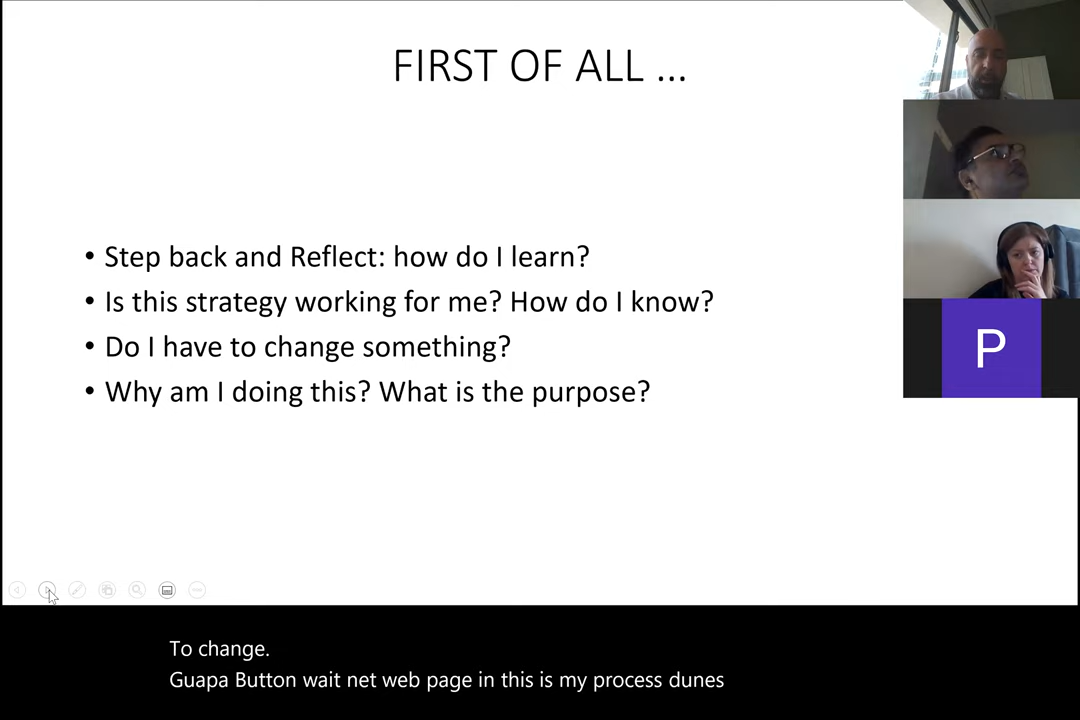 FIRST OF ALL ...
• Step back and Reflect: how do I learn?
• Is this strategy working for me? How do I know?
• Do I have to change something?
• Why am I doing this? What is the purpose?
P
To change.
Guapa Button wait net web page in this is my process dunes